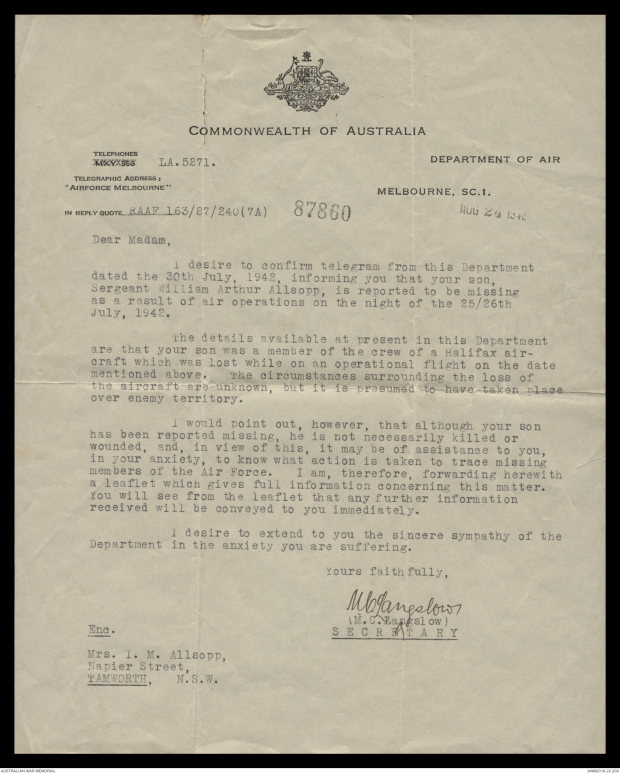 COMMONWEALTH OF AUSTRALIA
TELEPHONES
MXY 550 LA.5271.
DEPARTMENT OF AIR
TELEGRAPHIC ADDRESS:
"AIRFORCE MELBOURNE"
MELBOURNE, SC.1.
IN REPLY QUOTE RAAF 163/87/240(7A) 87860
AUG 24 1942
Dear Madam,
I desire to confirm telegram from this Department
dated the 30th July, 1942, informing you that your son,
Sergeant William Arthur Allsopp, is reported to be missing
as a result of air operations on the night of the 25/26th
July, 1942.
The details available at present in this Department
are that your son was a member of the crew of a Halifax air-
craft which was lost while on an operational flight on the date
mentioned above. The circumstances surrounding the loss of
the aircraft are unknown, but it is presumed to have taken place
over enemy territory.
I would point out, however, that although your son
has been reported missing, he is not necessarily killed or
wounded, and, in view of this, it may be of assistance to you,
in your anxiety, to know what action is taken to trace missing
members of the Air Force. I am, therefore, forwarding herewith
a leaflet which gives full information concerning this matter.
You will see from the leaflet that any further information
received will be conveyed to you immediately.
I desire to extend to you the sincere sympathy of the
Department in the anxiety you are suffering.
Yours faithfully,
MCLangslow
(M.C.Langslow)
SECRETARY
Enc.
Mrs. I. M. Allsopp,
Napier Street,
TAMWORTH, N.S.W.
AUSTRALIAN WAR MEMORIAL